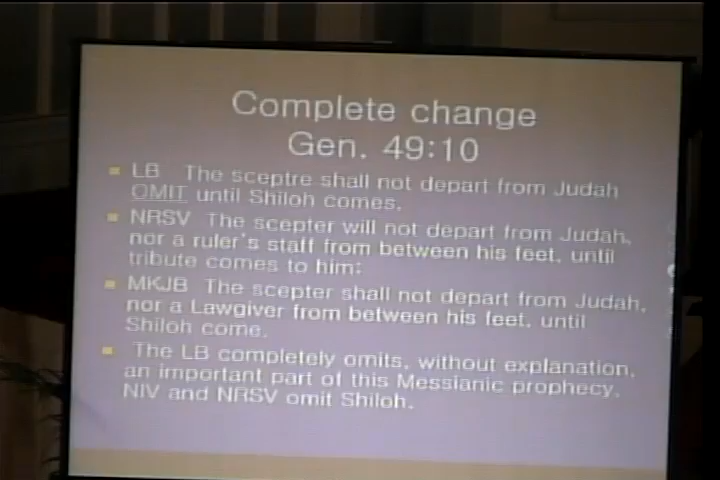 Complete change
Gen. 49:10
LB The sceptre shall not depart from Judah
OMIT until Shiloh comes.
NRSV The scepter will not depart from Judah,
nor a ruler's staff from between his feet, until
tribute comes to him;
MKJB The scepter shall not depart from Judah,
nor a Lawgiver from between his feet, until
Shiloh come.
The LB completely omits, without explanation,
an important part of this Messianic prophecy.
NIV and NRSV omit Shiloh.